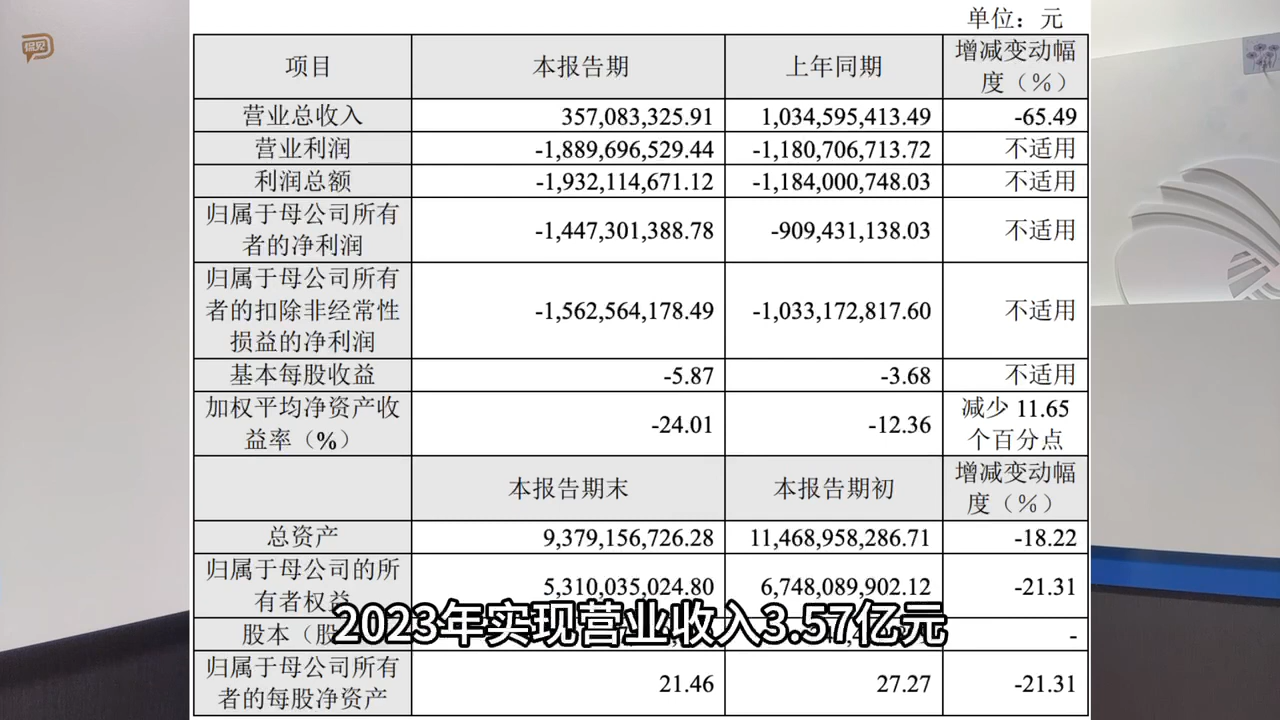 得见
单位：元
项目 本报告期 上年同期 增减变动幅度（%）
营业总收入 357,083,325.91 1,034,595,413.49 -65.49
营业利润 -1,889,696,529.44 -1,180,706,713.72 不适用
利润总额 -1,932,114,671.12 -1,184,000,748.03 不适用
归属于母公司所有者的净利润 -1,447,301,388.78 -909,431,138.03 不适用
归属于母公司所有者的扣除非经常性损益的净利润 -1,562,564,178.49 -1,033,172,817.60 不适用
基本每股收益 -5.87 -3.68 不适用
加权平均净资产收益率（%） -24.01 -12.36 减少 11.65 个百分点
本报告期末 本报告期初 增减变动幅度（%）
总资产 9,379,156,726.28 11,468,958,286.71 -18.22
归属于母公司的所有者权益 5,310,035,024.80 6,748,089,902.12 -21.31
股本（股 -
归属于母公司所有者的每股净资产 21.46 27.27 -21.31
2023年实现营业收入3.57亿元